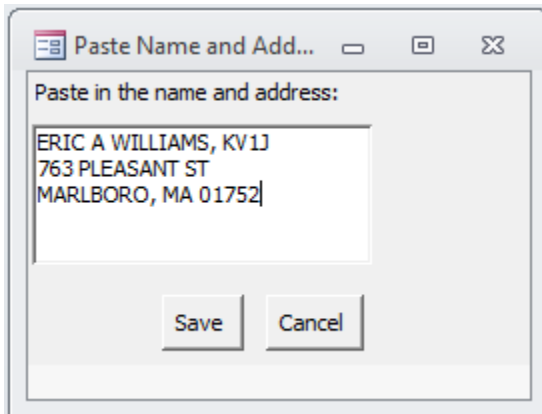 Paste Name and Add...
Paste in the name and address:
ERIC A WILLIAMS, KV1J
763 PLEASANT ST
MARLBORO, MA 01752
Save Cancel